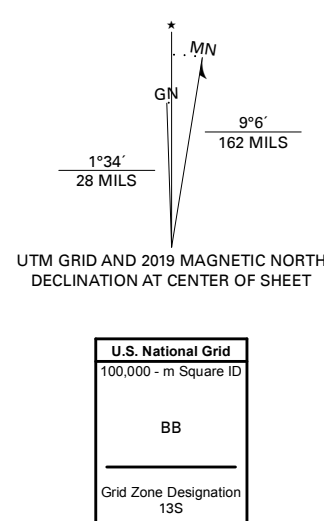 ★
MN
GN
9°6´
162 MILS
1°34´
28 MILS
UTM GRID AND 2019 MAGNETIC NORTH
DECLINATION AT CENTER OF SHEET
U.S. National Grid
100,000 - m Square ID
BB
Grid Zone Designation
13S